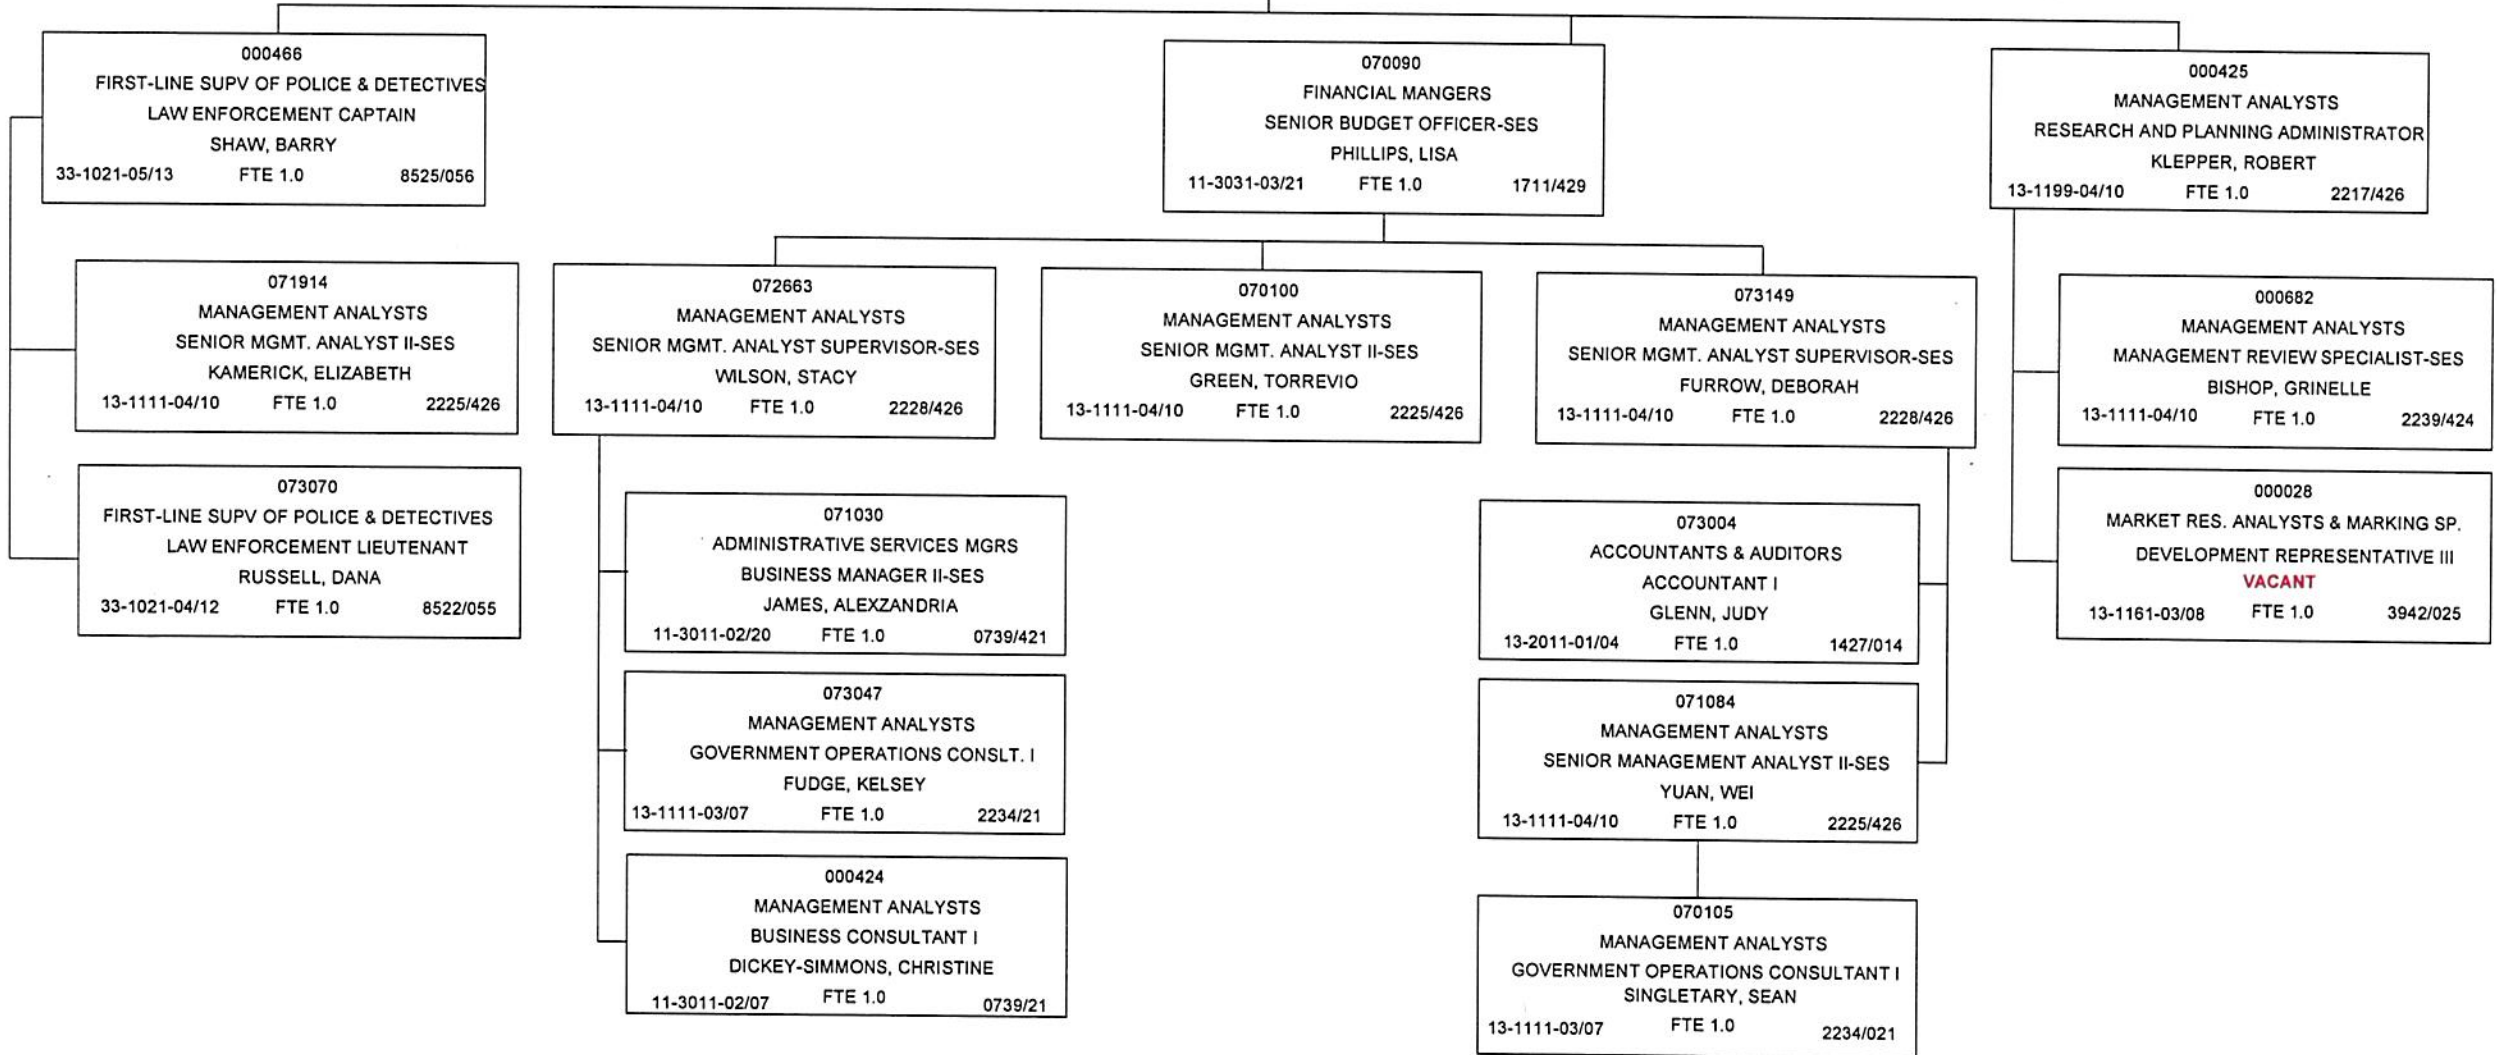 000466
FIRST-LINE SUPV OF POLICE & DETECTIVES
LAW ENFORCEMENT CAPTAIN
SHAW, BARRY
33-1021-05/13 FTE 1.0 8525/056
070090
FINANCIAL MANGERS
SENIOR BUDGET OFFICER-SES
PHILLIPS, LISA
11-3031-03/21 FTE 1.0 1711/429
000425
MANAGEMENT ANALYSTS
RESEARCH AND PLANNING ADMINISTRATOR
KLEPPER, ROBERT
13-1199-04/10 FTE 1.0 2217/426
071914
MANAGEMENT ANALYSTS
SENIOR MGMT. ANALYST II-SES
KAMERICK, ELIZABETH
13-1111-04/10 FTE 1.0 2225/426
072663
MANAGEMENT ANALYSTS
SENIOR MGMT. ANALYST SUPERVISOR-SES
WILSON, STACY
13-1111-04/10 FTE 1.0 2228/426
070100
MANAGEMENT ANALYSTS
SENIOR MGMT. ANALYST II-SES
GREEN, TORREVIO
13-1111-04/10 FTE 1.0 2225/426
073149
MANAGEMENT ANALYSTS
SENIOR MGMT. ANALYST SUPERVISOR-SES
FURROW, DEBORAH
13-1111-04/10 FTE 1.0 2228/426
000682
MANAGEMENT ANALYSTS
MANAGEMENT REVIEW SPECIALIST-SES
BISHOP, GRINELLE
13-1111-04/10 FTE 1.0 2239/424
073070
FIRST-LINE SUPV OF POLICE & DETECTIVES
LAW ENFORCEMENT LIEUTENANT
RUSSELL, DANA
33-1021-04/12 FTE 1.0 8522/055
071030
ADMINISTRATIVE SERVICES MGRS
BUSINESS MANAGER II-SES
JAMES, ALEXZANDRIA
11-3011-02/20 FTE 1.0 0739/421
073004
ACCOUNTANTS & AUDITORS
ACCOUNTANT I
GLENN, JUDY
13-2011-01/04 FTE 1.0 1427/014
000028
MARKET RES. ANALYSTS & MARKING SP.
DEVELOPMENT REPRESENTATIVE III
VACANT
13-1161-03/08 FTE 1.0 3942/025
073047
MANAGEMENT ANALYSTS
GOVERNMENT OPERATIONS CONSLT. I
FUDGE, KELSEY
13-1111-03/07 FTE 1.0 2234/21
071084
MANAGEMENT ANALYSTS
SENIOR MANAGEMENT ANALYST II-SES
YUAN, WEI
13-1111-04/10 FTE 1.0 2225/426
000424
MANAGEMENT ANALYSTS
BUSINESS CONSULTANT I
DICKEY-SIMMONS, CHRISTINE
11-3011-02/07 FTE 1.0 0739/21
070105
MANAGEMENT ANALYSTS
GOVERNMENT OPERATIONS CONSULTANT I
SINGLETARY, SEAN
13-1111-03/07 FTE 1.0 2234/021